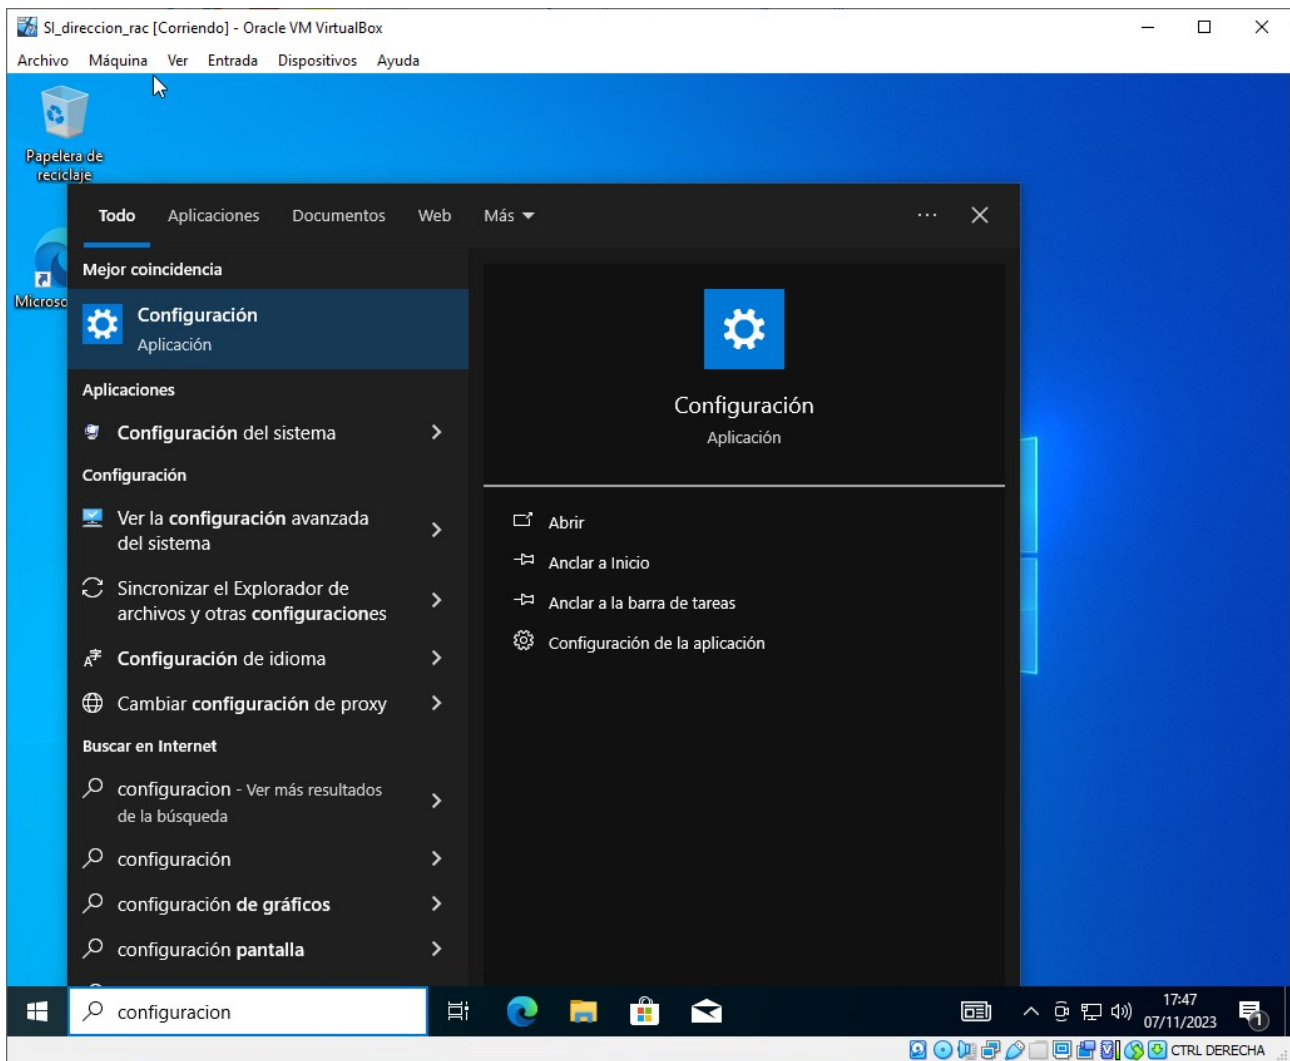 SI_direccion_rac [Corriendo] - Oracle VM VirtualBox
Archivo Máquina Ver Entrada Dispositivos Ayuda
Papelera de
reciclaje
Microso
Todo Aplicaciones Documentos Web Más
Mejor coincidencia
Configuración
Aplicación
Aplicaciones
Configuración del sistema
Configuración
Ver la configuración avanzada
del sistema
Sincronizar el Explorador de
archivos y otras configuraciones
Configuración de idioma
Cambiar configuración de proxy
Buscar en Internet
configuracion - Ver más resultados
de la búsqueda
configuración
configuración de gráficos
configuración pantalla
Configuración
Aplicación
Abrir
Anclar a Inicio
Anclar a la barra de tareas
Configuración de la aplicación
configuracion
17:47
07/11/2023
1
CTRL DERECHA